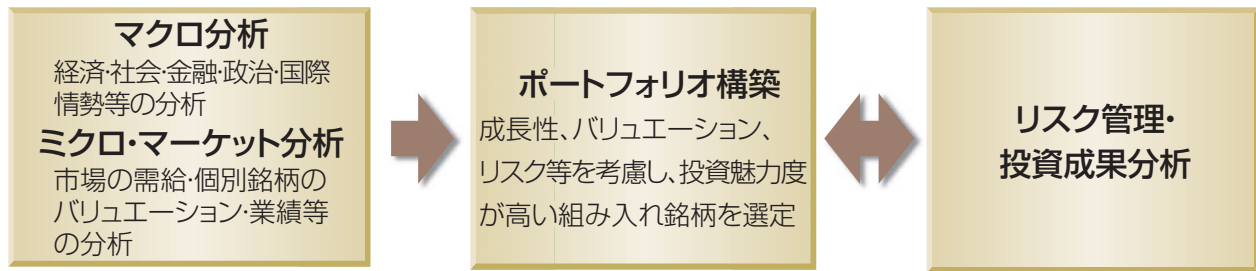 マクロ分析
経済・社会・金融・政治・国際
情勢等の分析
ミクロ・マーケット分析
市場の需給・個別銘柄の
バリュエーション・業績等
の分析
ポートフォリオ構築
成長性、バリュエーション、
リスク等を考慮し、投資魅力度
が高い組み入れ銘柄を選定
リスク管理・
投資成果分析